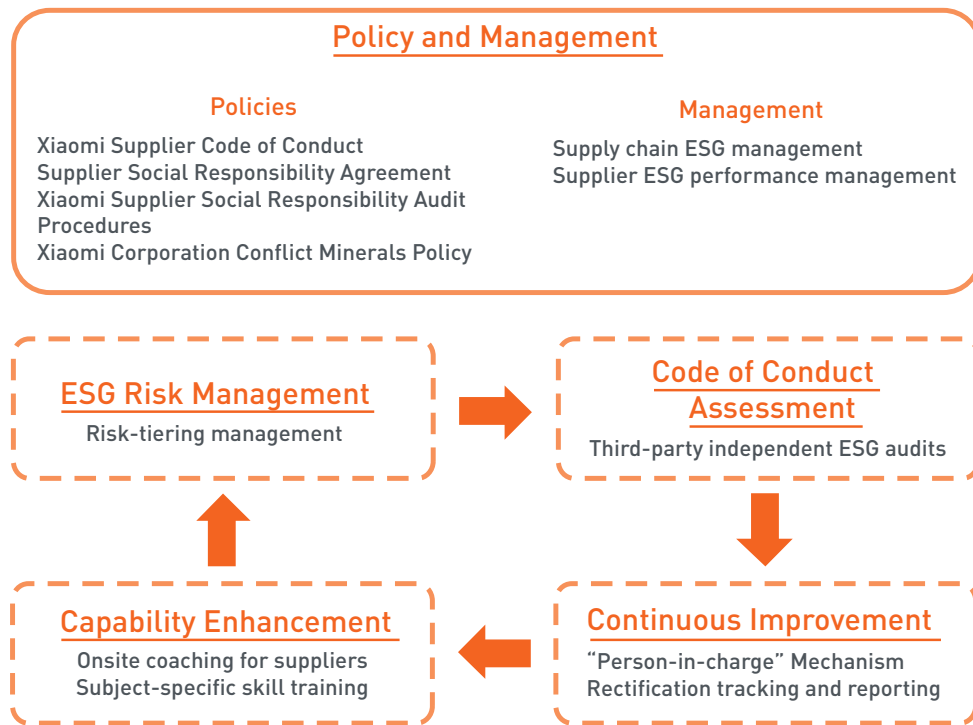 Policy and Management
Policies
Xiaomi Supplier Code of Conduct
Supplier Social Responsibility Agreement
Xiaomi Supplier Social Responsibility Audit
Procedures
Xiaomi Corporation Conflict Minerals Policy
Management
Supply chain ESG management
Supplier ESG performance management
ESG Risk Management
Risk-tiering management
Code of Conduct
Assessment
Third-party independent ESG audits
Capability Enhancement
Onsite coaching for suppliers
Subject-specific skill training
Continuous Improvement
“Person-in-charge” Mechanism
Rectification tracking and reporting